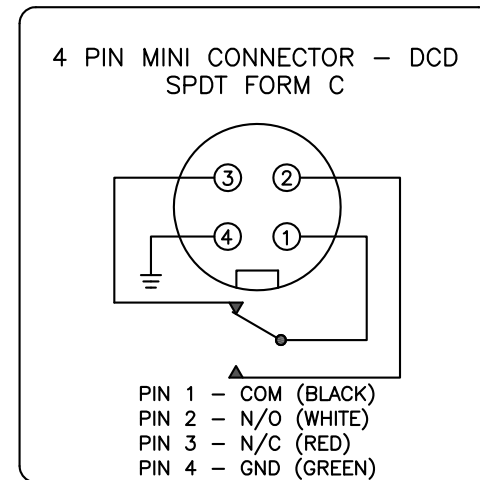 4 PIN MINI CONNECTOR – DCD
SPDT FORM C
3 2
4 1
PIN 1 – COM (BLACK)
PIN 2 – N/O (WHITE)
PIN 3 – N/C (RED)
PIN 4 – GND (GREEN)